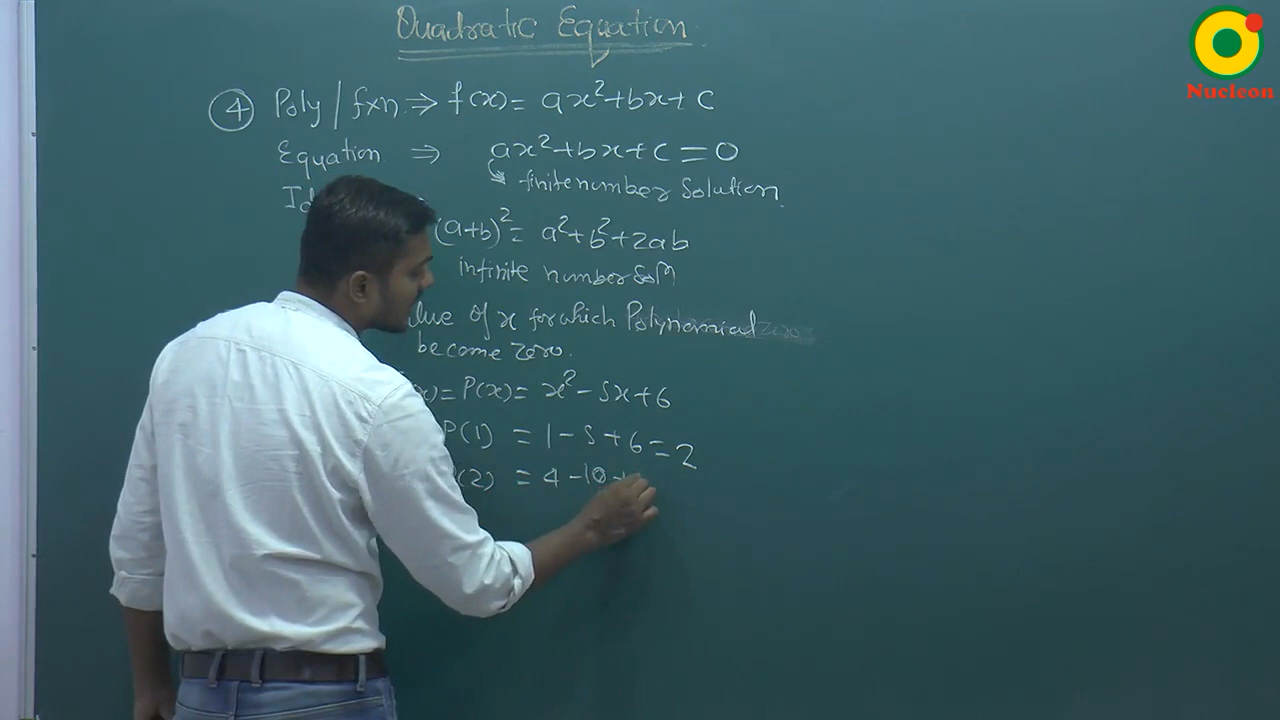 Quadratic Equation
Nucleon
④ Poly / fxn. ⇒ f(x) = ax²+bx+c
Equation ⇒ ax²+bx+c=0
↳ finite number Solution.
(a+b)² = a²+b²+2ab
infinite number Solⁿ
of x for which Polynomial zero
become zero.
= P(x) = x² - 5x + 6
P(1) = 1 - 5 + 6 = 2
(2) = 4 - 10 +